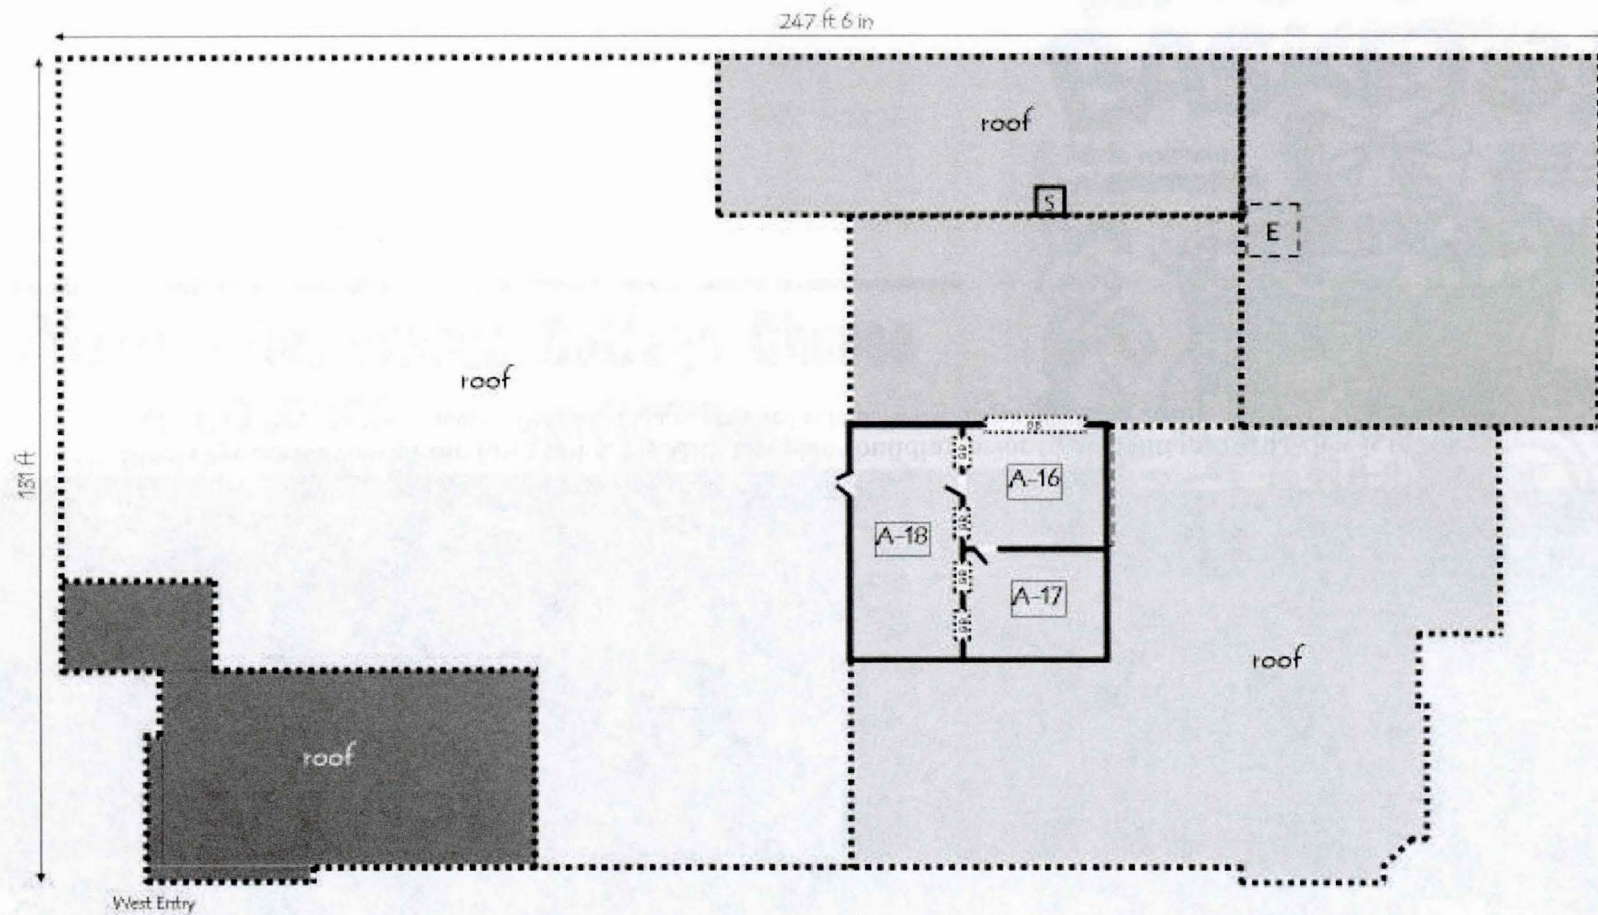 247 ft 6 in
roof
S
E
131 ft
roof
A-16
A-18
A-17
roof
roof
West Entry